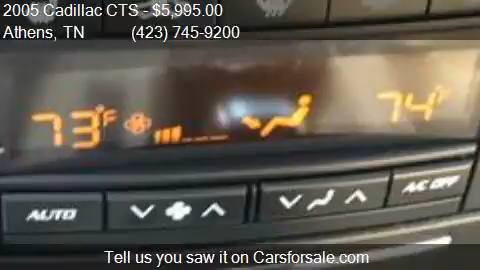 2005 Cadillac CTS - $5,995.00
Athens, TN (423) 745-9200
73°F 74°F
AUTO A/C OFF
Tell us you saw it on Carsforsale.com